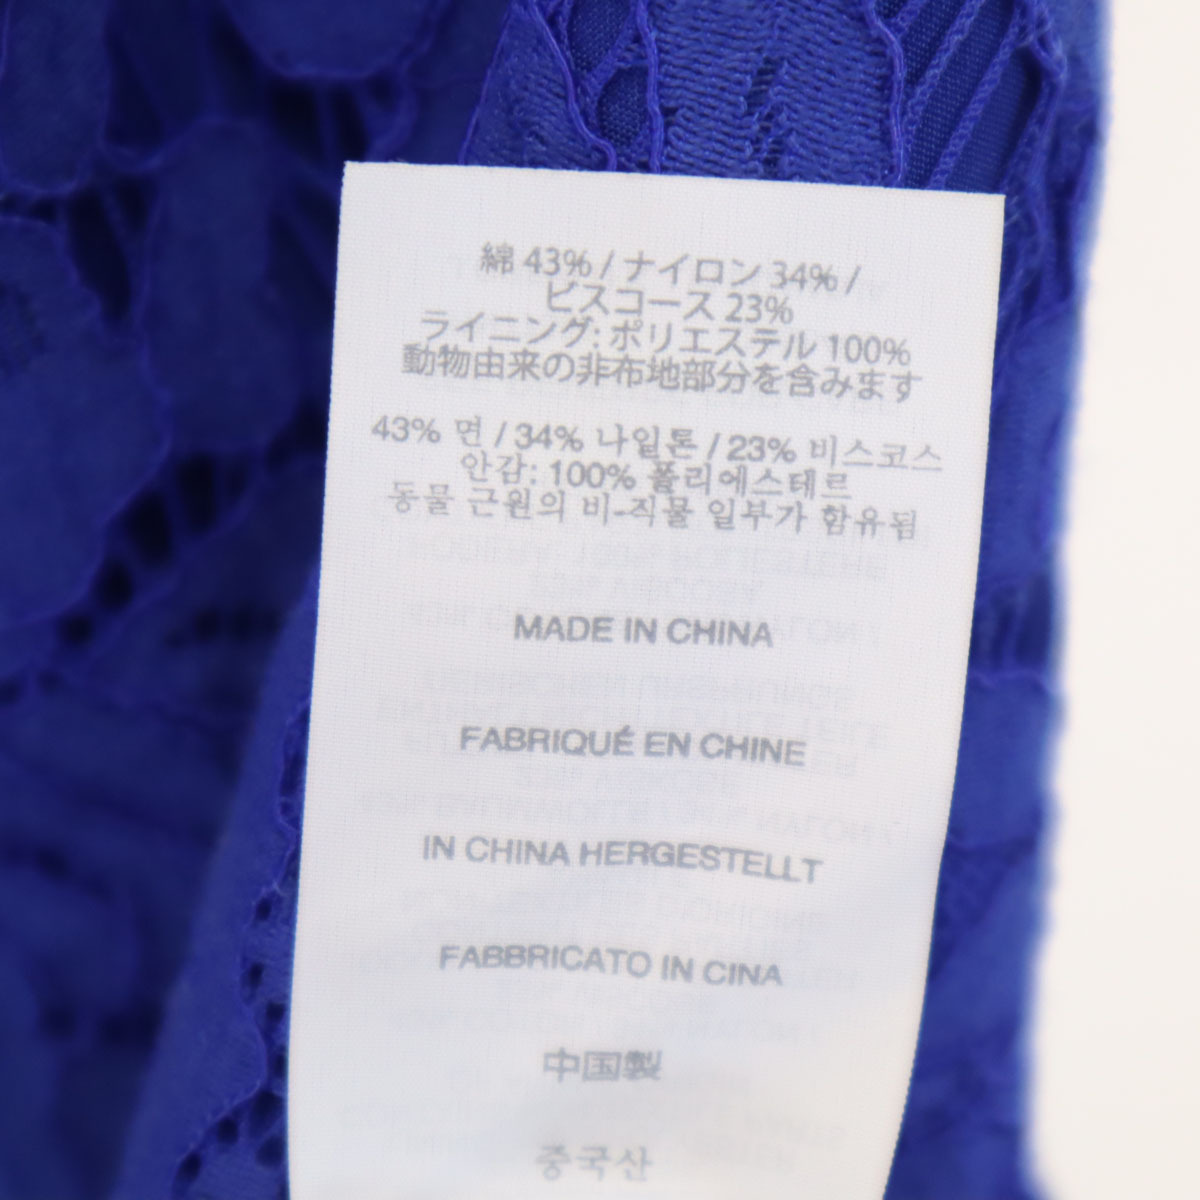 綿 43% / ナイロン 34% /
ビスコース 23%
ライニング: ポリエステル 100%
動物由来の非布地部分を含みます
43% 면 / 34% 나일론 / 23% 비스코스
안감: 100% 폴리에스테르
동물 근원의 비-직물 일부가 함유됨
MADE IN CHINA
FABRIQUÉ EN CHINE
IN CHINA HERGESTELLT
FABBRICATO IN CINA
中国製
중국산